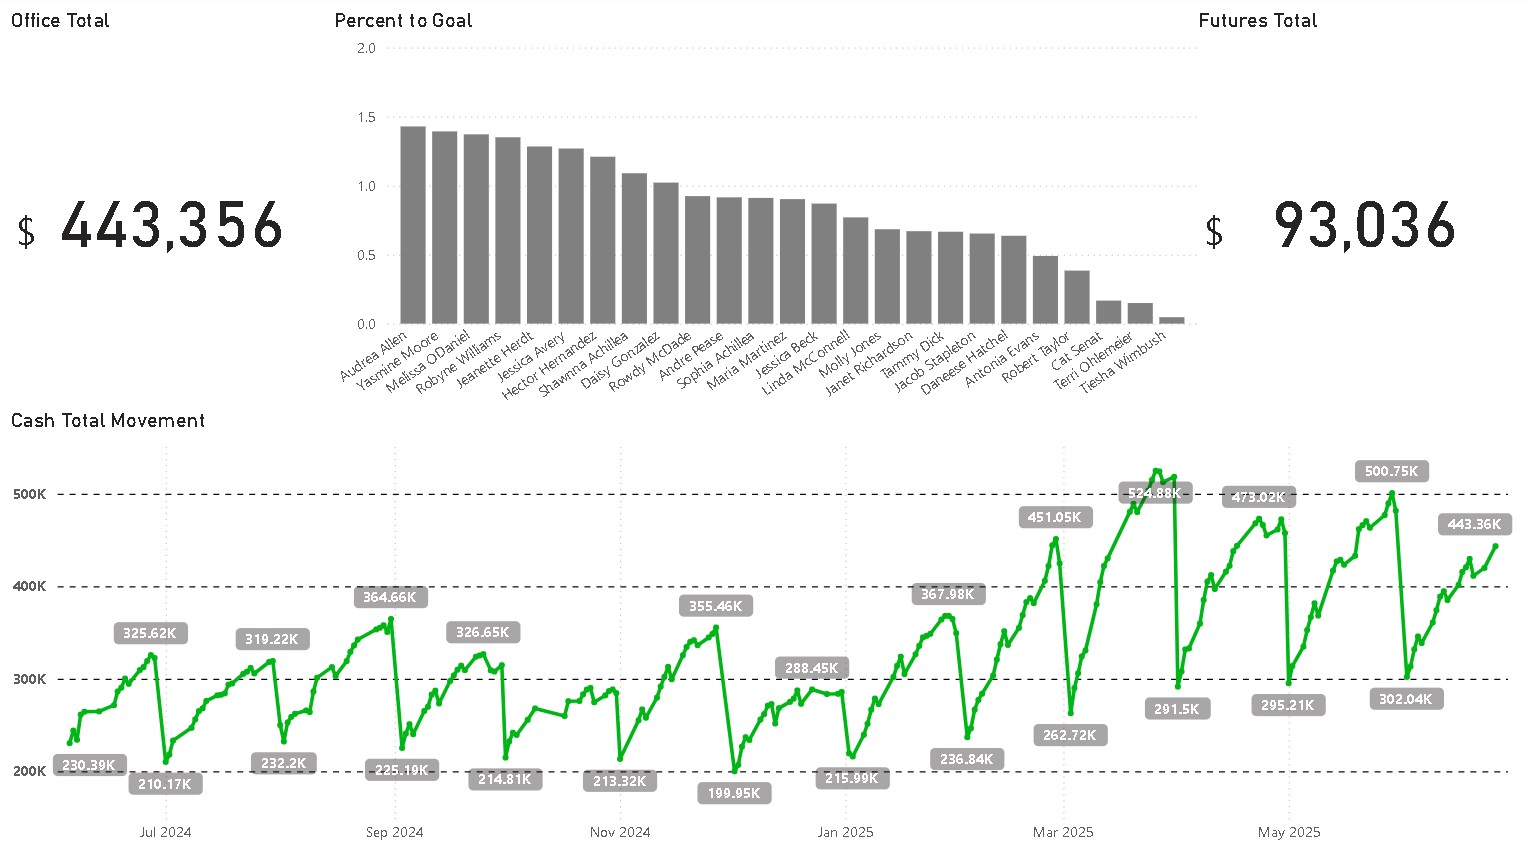 Office Total
Percent to Goal
Futures Total
$ 443,356
2.0
1.5
1.0
0.5
0.0
Audrea Allen
Yasmine Moore
Melissa ODaniel
Robyne Williams
Jeanette Herdt
Jessica Avery
Hector Hernandez
Shawnna Achillea
Daisy Gonzalez
Rowdy McDade
Andre Pease
Sophia Achillea
Maria Martinez
Jessica Beck
Linda McConnell
Molly Jones
Janet Richardson
Tammy Dick
Jacob Stapleton
Daneese Hatchel
Antonia Evans
Robert Taylor
Cat Senat
Terri Ohlemeier
Tiesha Wimbush
$ 93,036
Cash Total Movement
500K
400K
300K
200K
230.39K
325.62K
210.17K
319.22K
232.2K
364.66K
225.19K
326.65K
214.81K
213.32K
355.46K
199.95K
288.45K
215.99K
367.98K
236.84K
451.05K
262.72K
524.88K
291.5K
473.02K
295.21K
500.75K
302.04K
443.36K
Jul 2024
Sep 2024
Nov 2024
Jan 2025
Mar 2025
May 2025